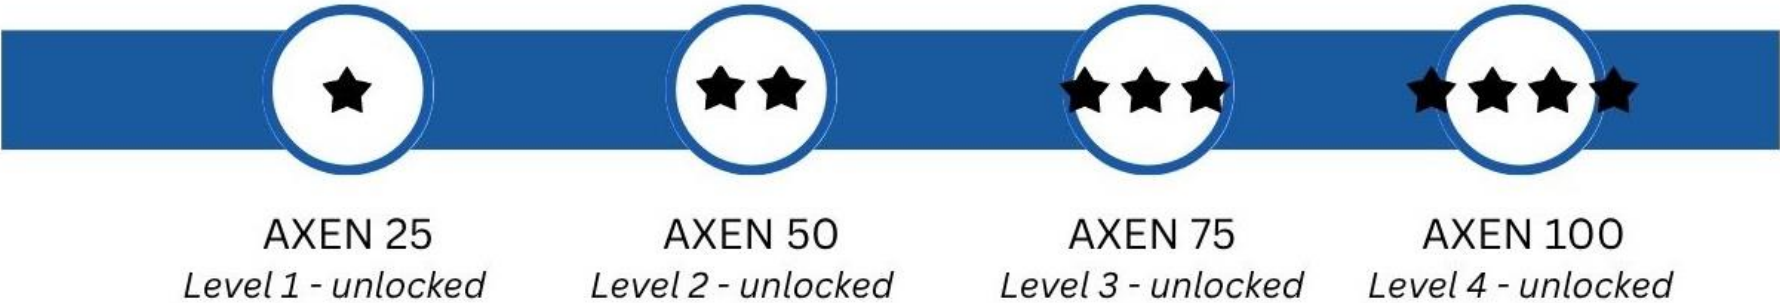 AXEN 25 AXEN 50 AXEN 75 AXEN 100
Level 1 - unlocked Level 2 - unlocked Level 3 - unlocked Level 4 - unlocked